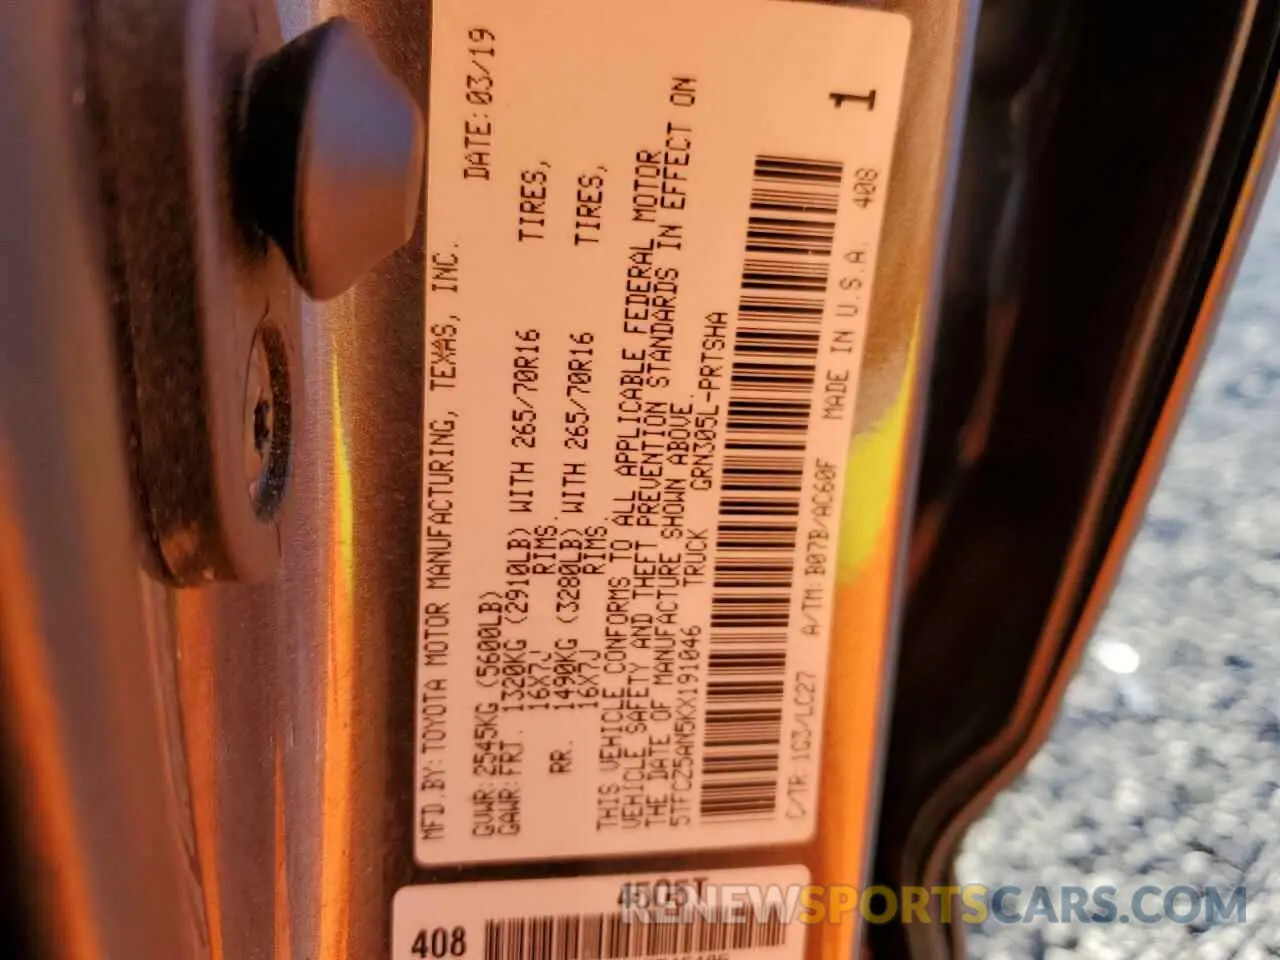 MFD BY: TOYOTA MOTOR MANUFACTURING, TEXAS, INC. DATE: 03/19
GVWR: 2545KG (5600LB)
GAWR: FRT. 1320KG (2910LB) WITH 265/70R16 TIRES,
16X7J RIMS.
RR. 1490KG (3280LB) WITH 265/70R16 TIRES,
16X7J RIMS.
THIS VEHICLE CONFORMS TO ALL APPLICABLE FEDERAL MOTOR
VEHICLE SAFETY AND THEFT PREVENTION STANDARDS IN EFFECT ON
THE DATE OF MANUFACTURE SHOWN ABOVE.
5TFCZ5AN5KX191046 TRUCK GRN305L-PRTSHA
1
C/TR:1G3/LC27 A/TM:B07B/AC60F MADE IN U.S.A. 408
408
RENEWSPORTSCARS.COM